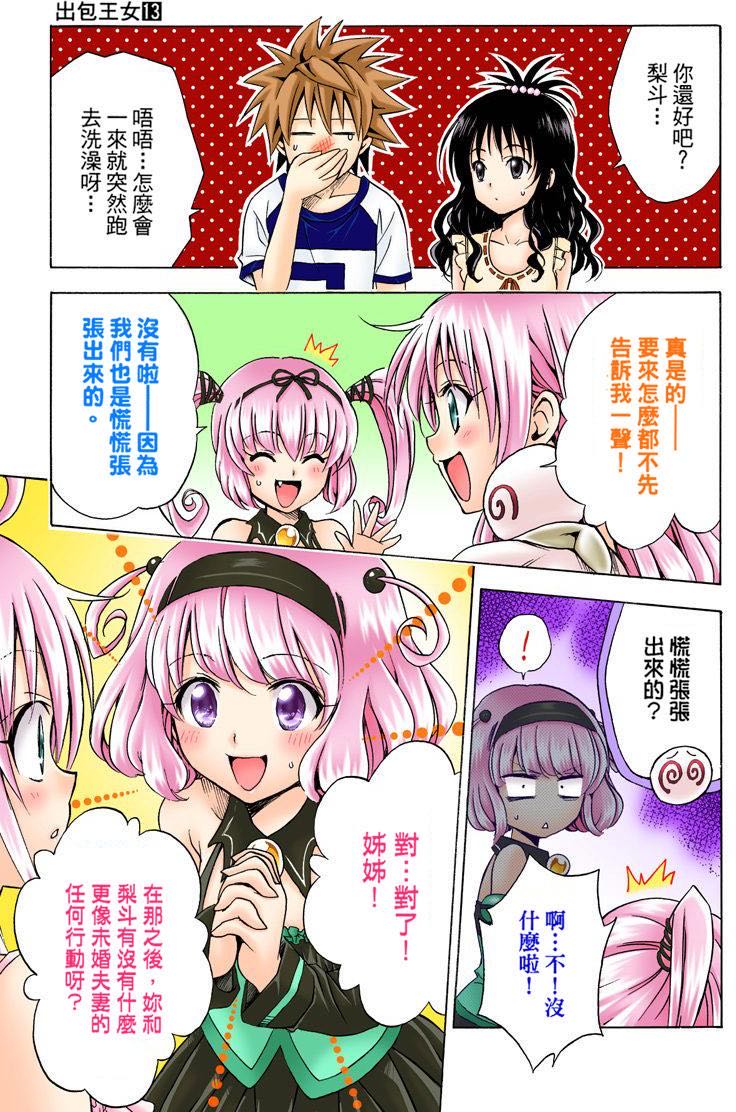 出包王女13
你還好吧？
梨斗…
唔唔…怎麼會
一來就突然跑
去洗澡呀…
真是的——
要來怎麼都不先
告訴我一聲！
沒有啦——因為
我們也是慌慌張
張出來的。
慌慌張張
出來的？
！
啊…不！沒
什麼啦！
對…對了！
姊姊！
在那之後，妳和
梨斗有沒有什麼
更像未婚夫妻的
任何行動呀？